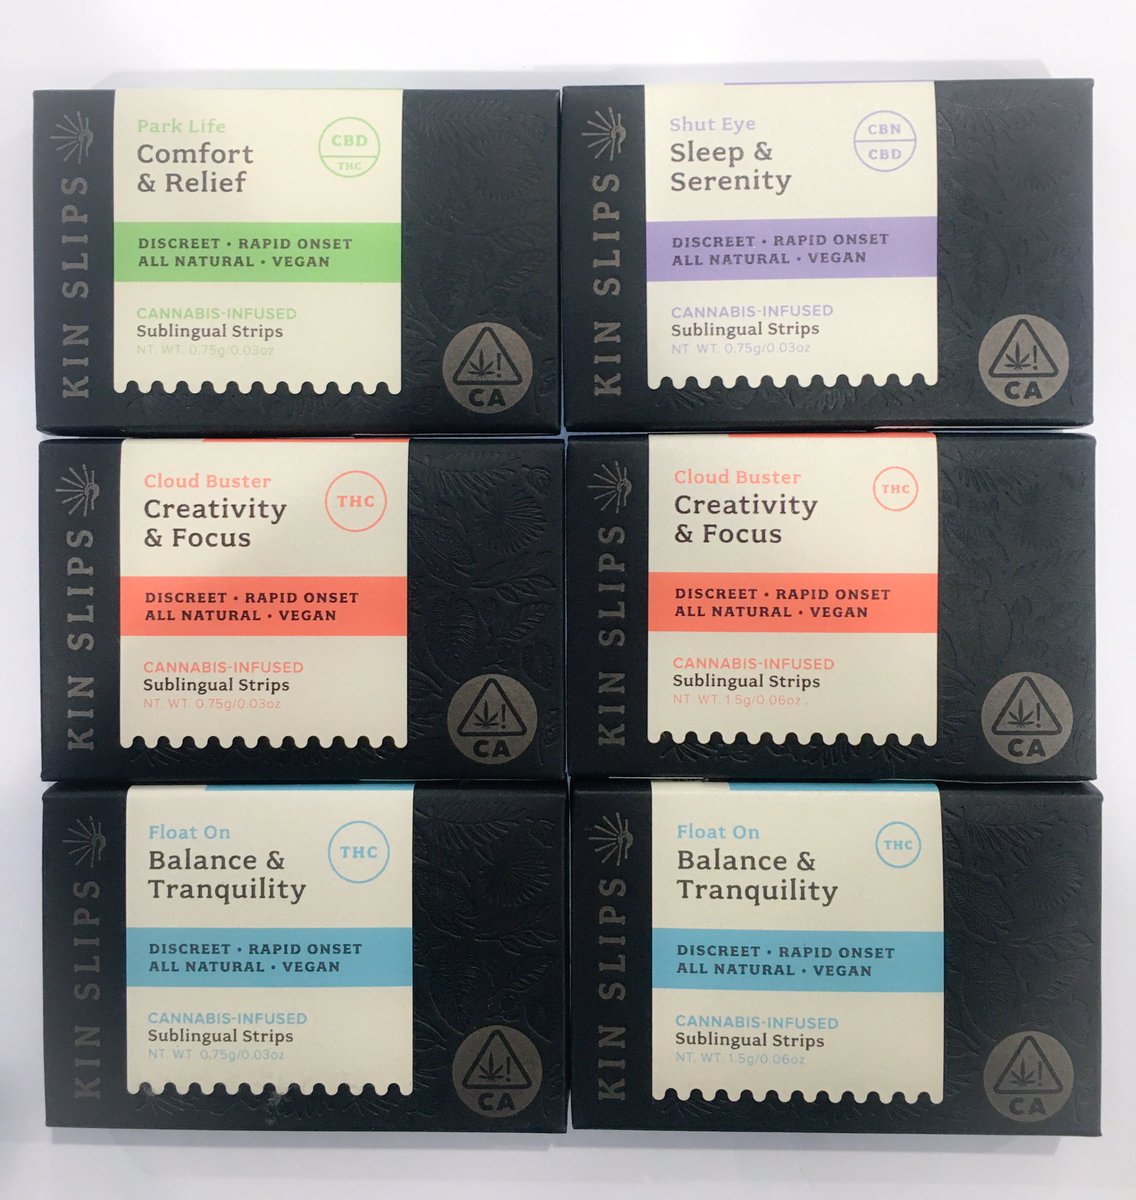 KIN SLIPS
Park Life
Comfort
& Relief
CBD
THC
DISCREET • RAPID ONSET
ALL NATURAL • VEGAN
CANNABIS-INFUSED
Sublingual Strips
NT. WT. 0.75g/0.03oz
!
CA
KIN SLIPS
Shut Eye
Sleep &
Serenity
CBN
CBD
DISCREET • RAPID ONSET
ALL NATURAL • VEGAN
CANNABIS-INFUSED
Sublingual Strips
NT. WT. 0.75g/0.03oz
!
CA
KIN SLIPS
Cloud Buster
Creativity
& Focus
THC
DISCREET • RAPID ONSET
ALL NATURAL • VEGAN
CANNABIS-INFUSED
Sublingual Strips
NT. WT. 0.75g/0.03oz
!
CA
KIN SLIPS
Cloud Buster
Creativity
& Focus
THC
DISCREET • RAPID ONSET
ALL NATURAL • VEGAN
CANNABIS-INFUSED
Sublingual Strips
NT. WT. 1.5g/0.06oz
!
CA
KIN SLIPS
Float On
Balance &
Tranquility
THC
DISCREET • RAPID ONSET
ALL NATURAL • VEGAN
CANNABIS-INFUSED
Sublingual Strips
NT. WT. 0.75g/0.03oz
!
CA
KIN SLIPS
Float On
Balance &
Tranquility
THC
DISCREET • RAPID ONSET
ALL NATURAL • VEGAN
CANNABIS-INFUSED
Sublingual Strips
NT. WT. 1.5g/0.06oz
!
CA